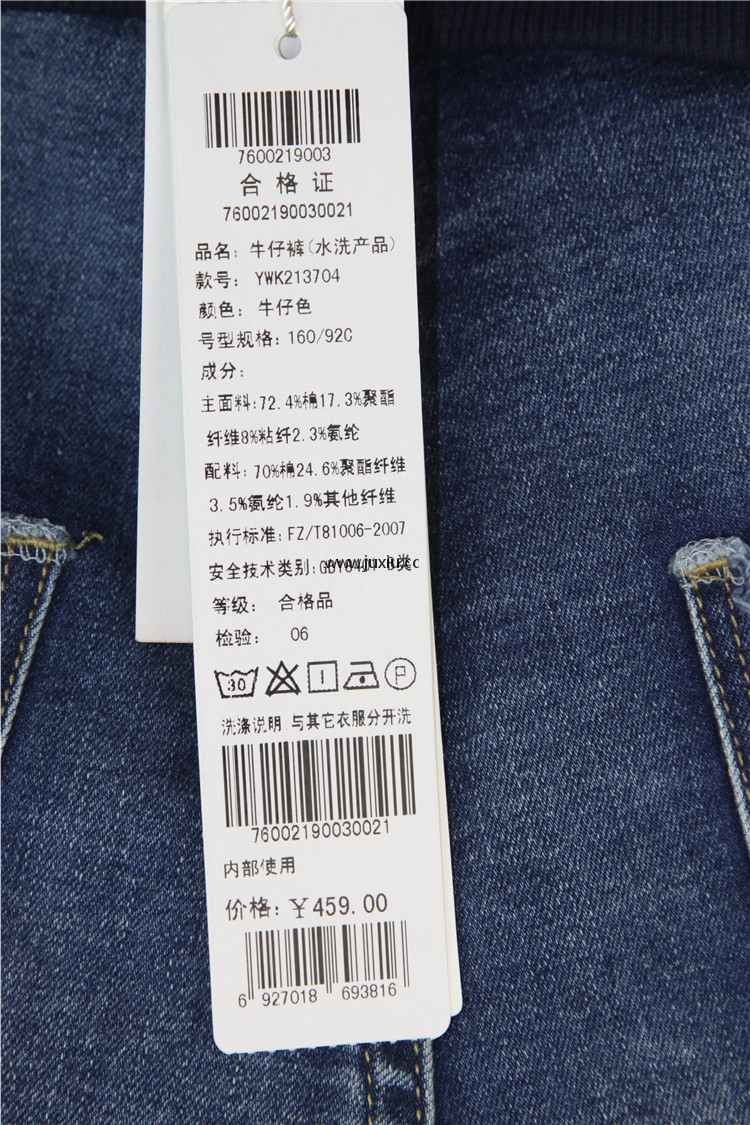 7600219003
合格证
76002190030021
品名: 牛仔裤(水洗产品)
款号: YWK213704
颜色: 牛仔色
号型规格: 160/92C
成分:
主面料:72.4%棉17.3%聚酯
纤维8%粘纤2.3%氨纶
配料: 70%棉24.6%聚酯纤维
3.5%氨纶1.9%其他纤维
执行标准: FZ/T81006-2007
安全技术类别: 类
www.juxiu.cc
等级: 合格品
检验: 06
30
P
洗涤说明 与其它衣服分开洗
76002190030021
内部使用
价格: ￥459.00
6 927018 693816